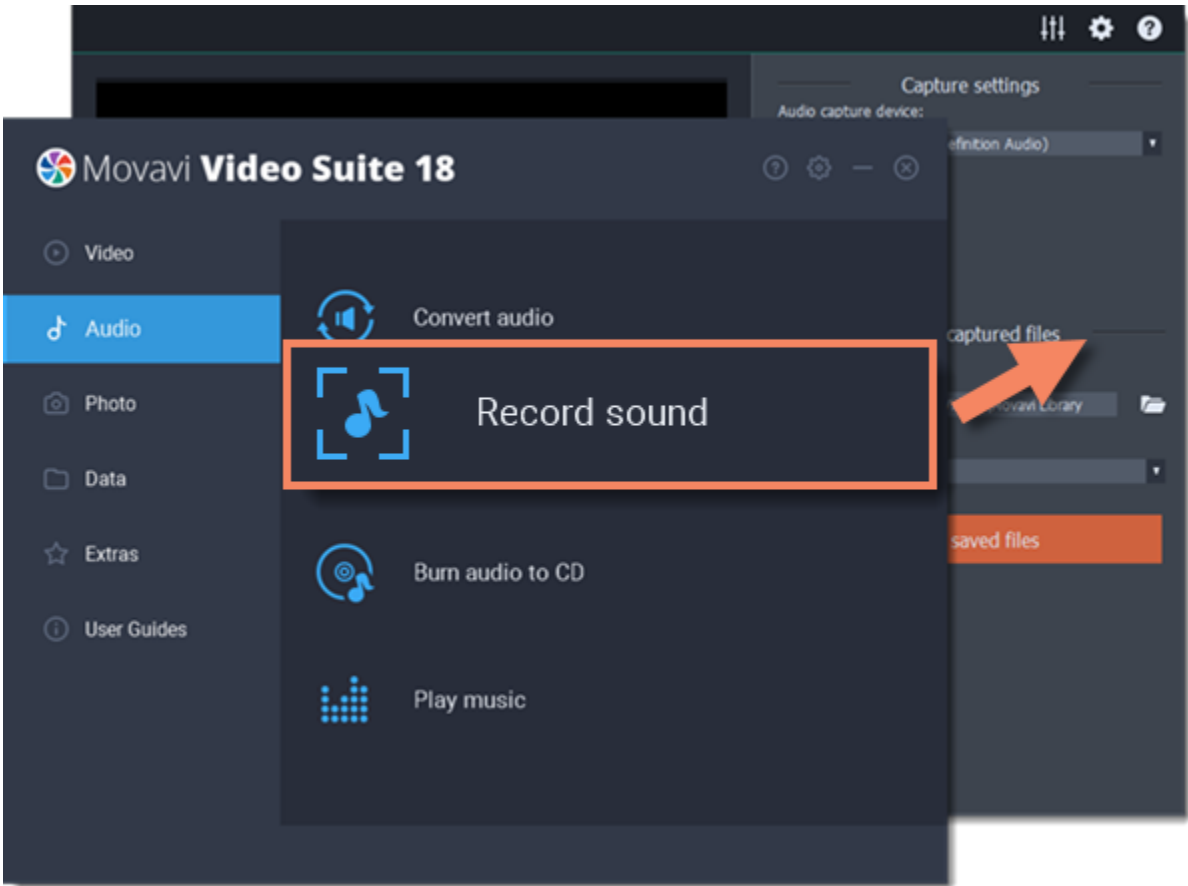 Capture settings
Audio capture device:
efinition Audio)
Movavi Video Suite 18
Video
Audio
Photo
Data
Extras
User Guides
Convert audio
Record sound
Burn audio to CD
Play music
captured files
Movavi Library
saved files